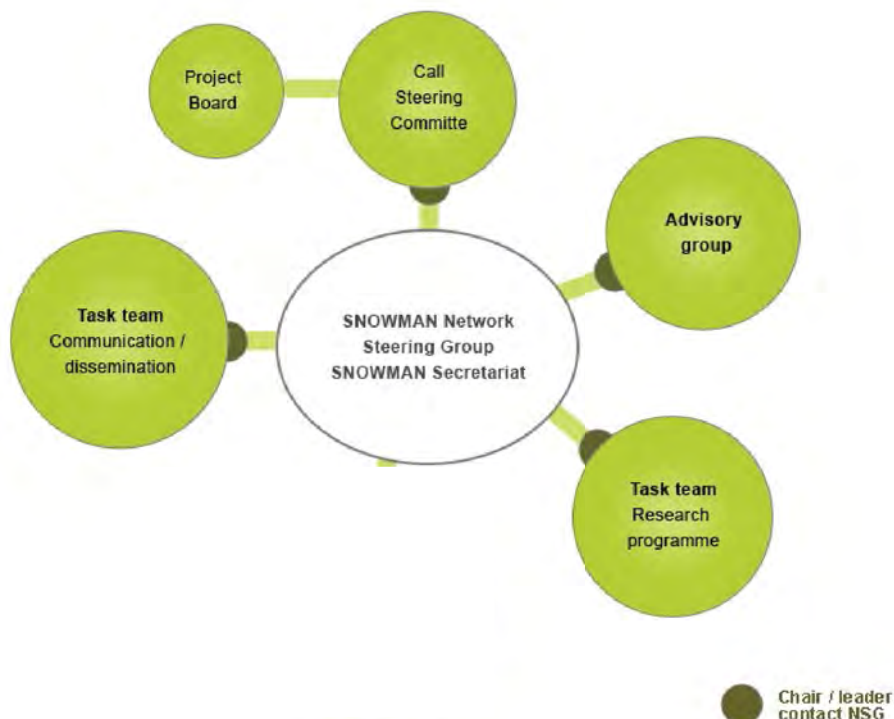 Project
Board
Call
Steering
Committe
Advisory
group
Task team
Communication /
dissemination
SNOWMAN Network
Steering Group
SNOWMAN Secretariat
Task team
Research
programme
Chair / leader
contact NSG